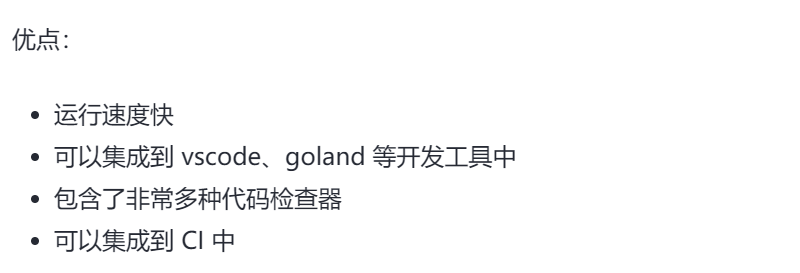 优点：
• 运行速度快
• 可以集成到 vscode、goland 等开发工具中
• 包含了非常多种代码检查器
• 可以集成到 CI 中